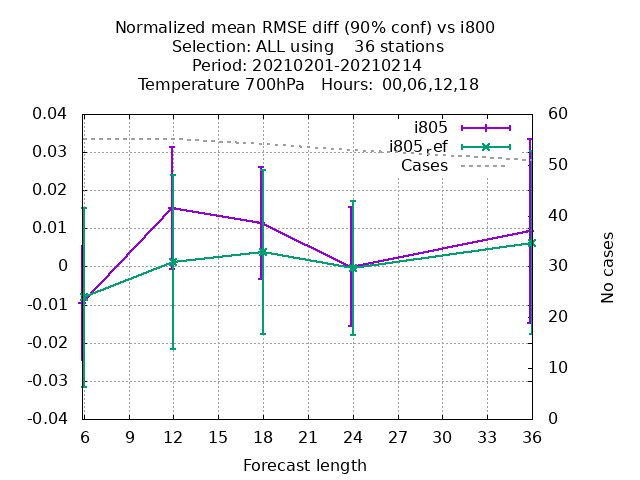 Normalized mean RMSE diff (90% conf) vs i800
Selection: ALL using    36 stations
Period: 20210201-20210214
Temperature 700hPa   Hours:  00,06,12,18
i805
i805_ref
Cases
0.04
0.03
0.02
0.01
0
-0.01
-0.02
-0.03
-0.04
60
50
40
30
20
10
0
No cases
6 9 12 15 18 21 24 27 30 33 36
Forecast length